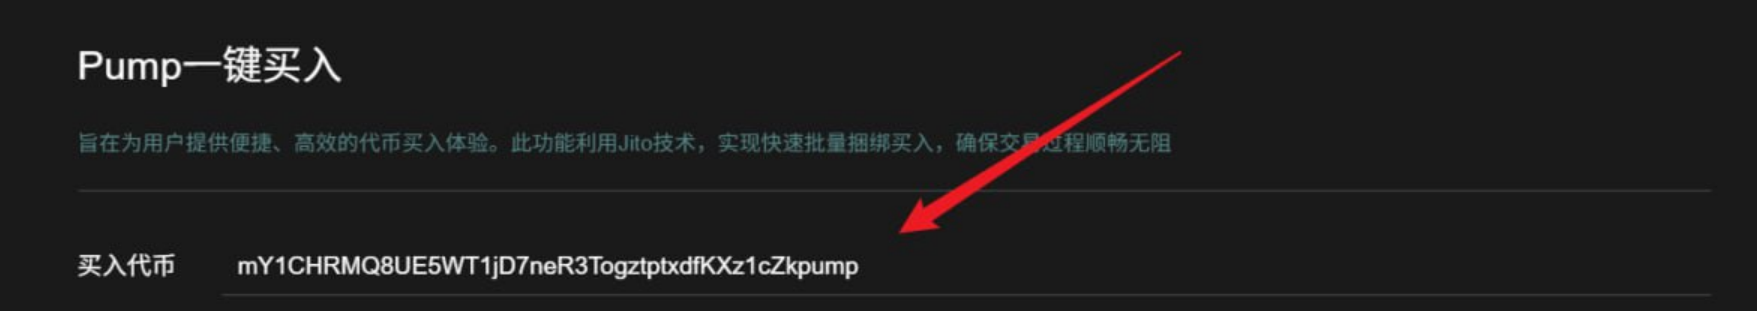 Pump一键买入
旨在为用户提供便捷、高效的代币买入体验。此功能利用Jito技术，实现快速批量捆绑买入，确保交易过程顺畅无阻
买入代币 mY1CHRMQ8UE5WT1jD7neR3TogztptxdfKXz1cZkpump